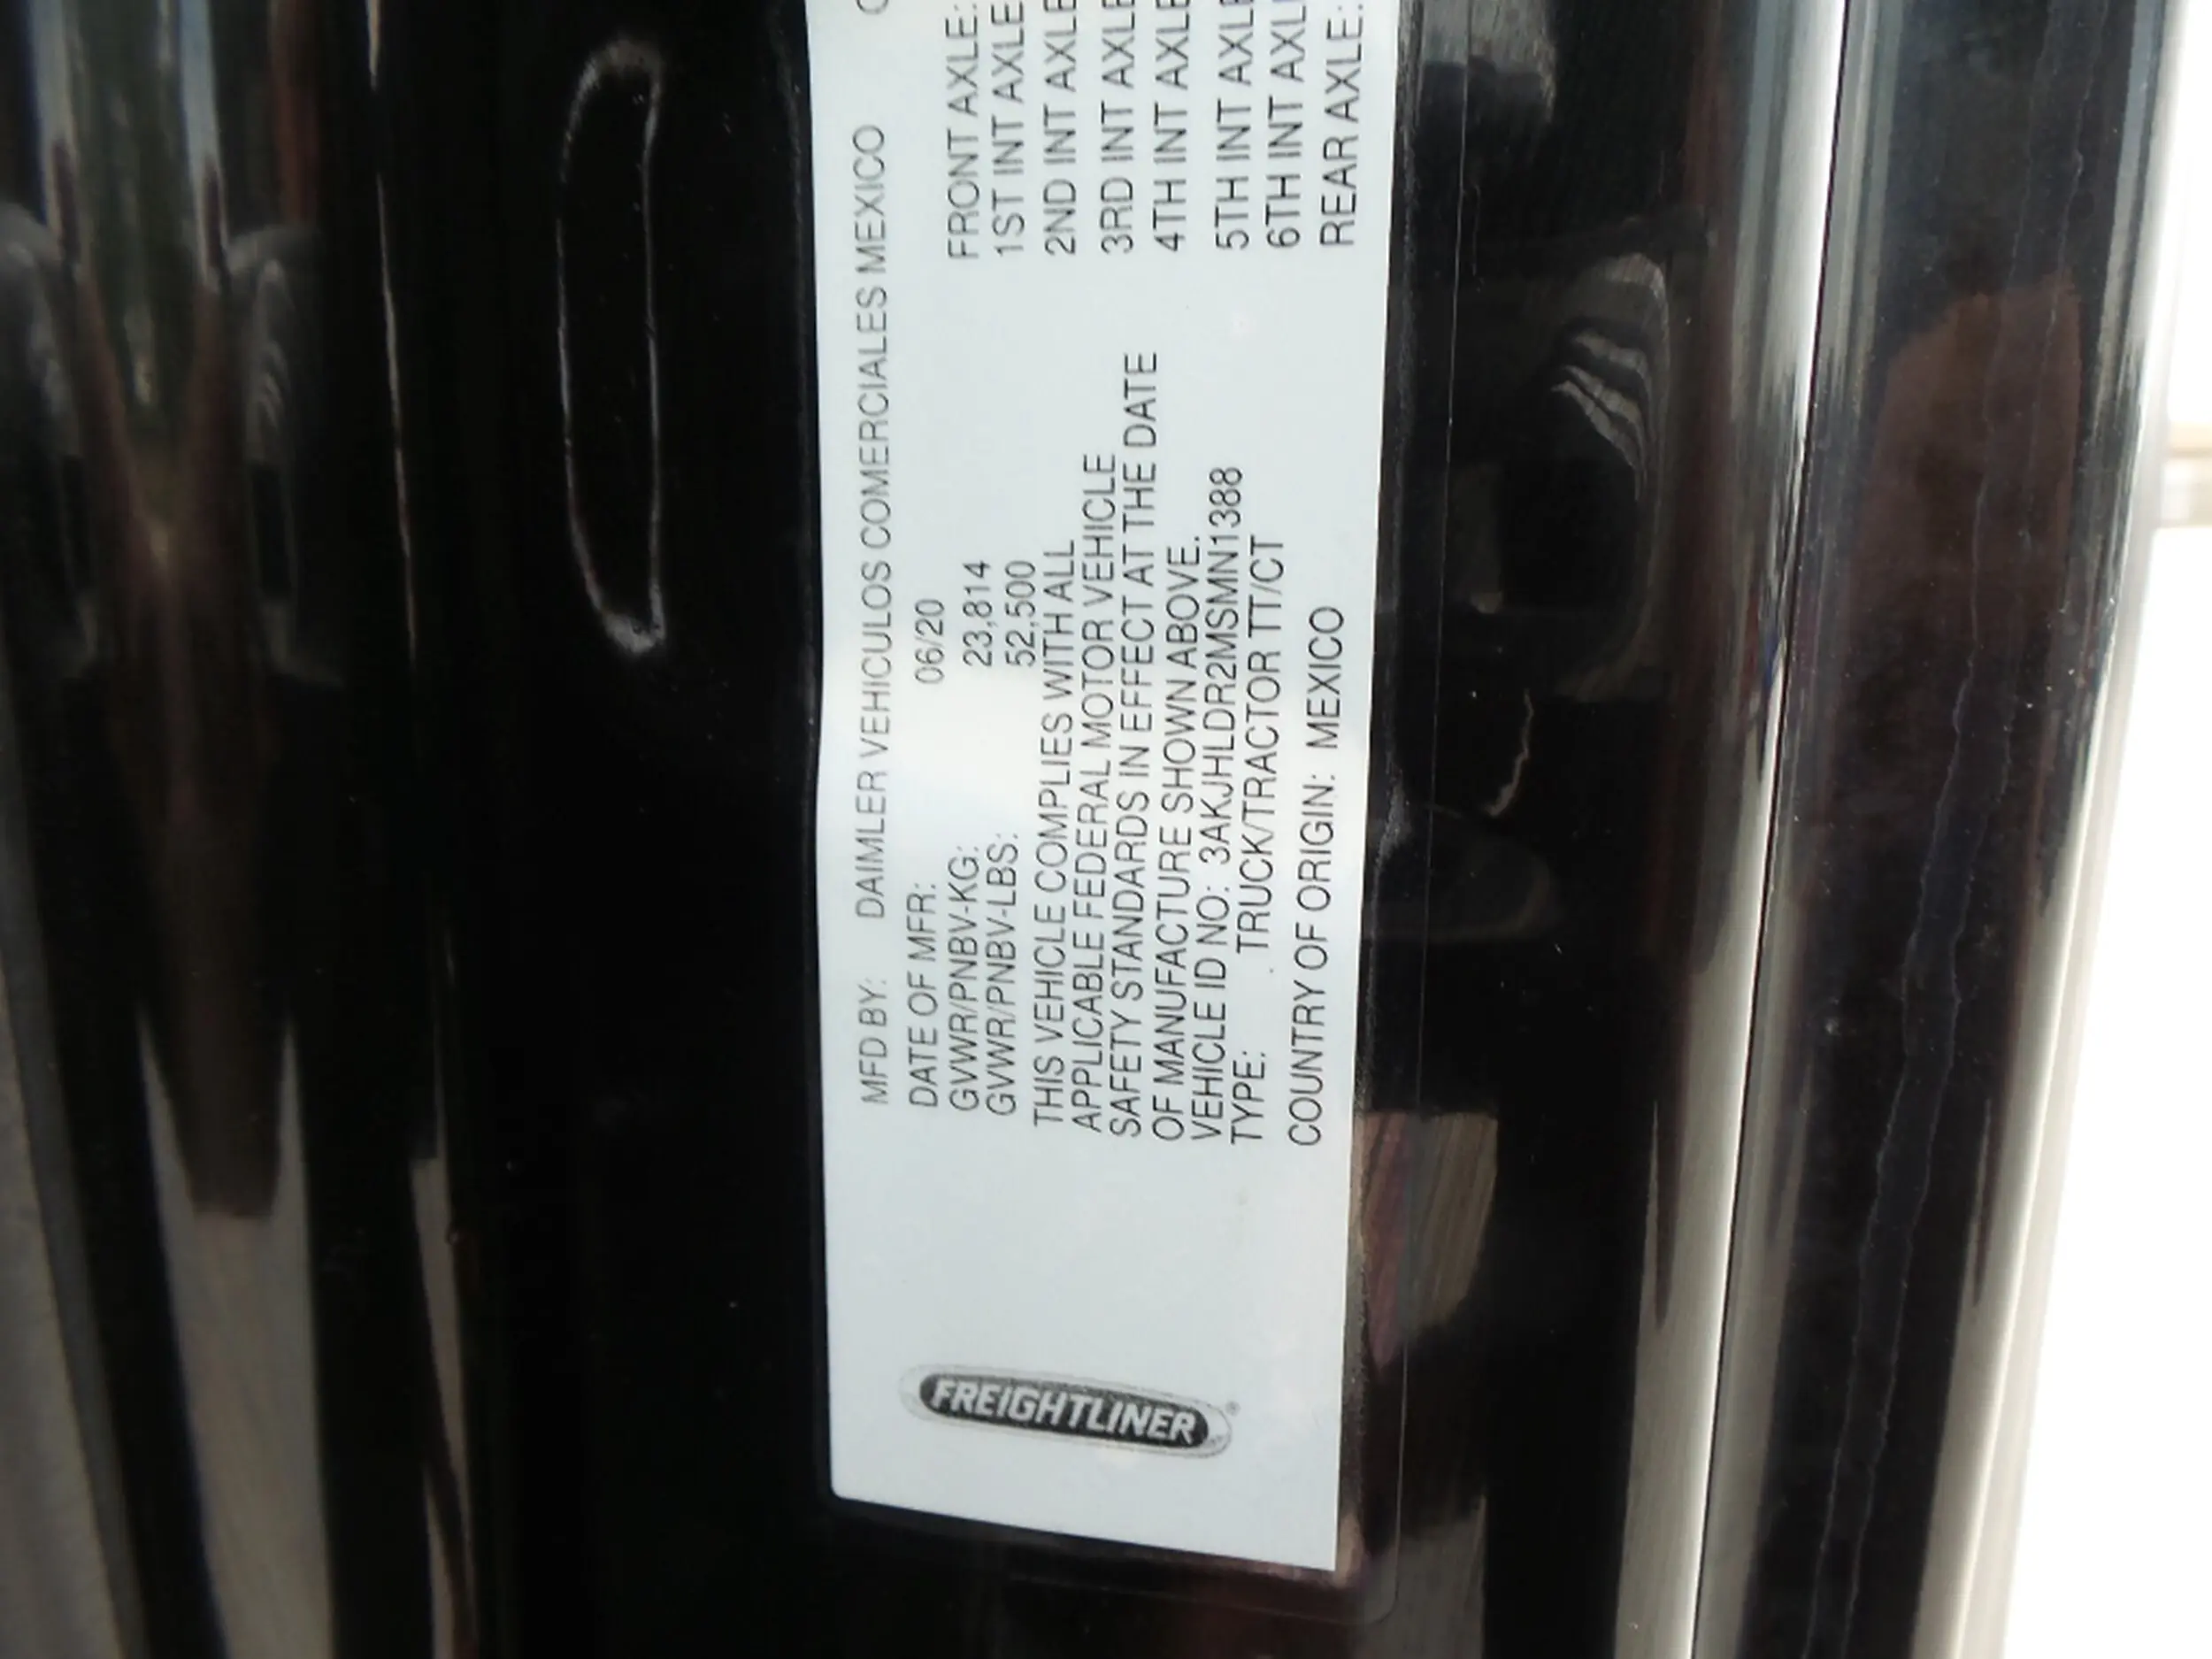 FREIGHTLINER
MFD BY: DAIMLER VEHICULOS COMERCIALES MEXICO
DATE OF MFR: 06/20
GVWR/PNBV-KG: 23,814
GVWR/PNBV-LBS: 52,500
THIS VEHICLE COMPLIES WITH ALL
APPLICABLE FEDERAL MOTOR VEHICLE
SAFETY STANDARDS IN EFFECT AT THE DATE
OF MANUFACTURE SHOWN ABOVE.
VEHICLE ID NO: 3AKJHLDR2MSMN1388
TYPE: TRUCK/TRACTOR TT/CT
COUNTRY OF ORIGIN: MEXICO
FRONT AXLE:
1ST INT AXLE
2ND INT AXLE
3RD INT AXLE
4TH INT AXLE
5TH INT AXLE
6TH INT AXL
REAR AXLE: